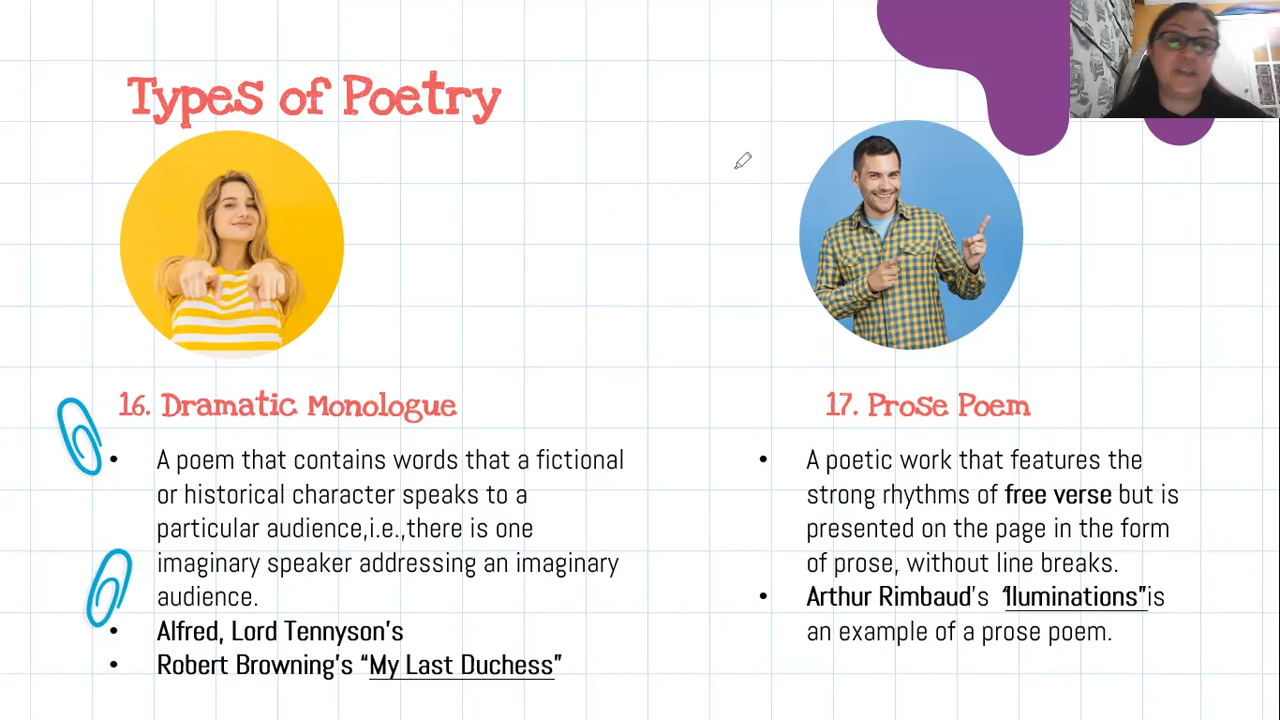 Types of Poetry
16. Dramatic Monologue
• A poem that contains words that a fictional
or historical character speaks to a
particular audience,i.e.,there is one
imaginary speaker addressing an imaginary
audience.
• Alfred, Lord Tennyson's
• Robert Browning's “My Last Duchess”
17. Prose Poem
• A poetic work that features the
strong rhythms of free verse but is
presented on the page in the form
of prose, without line breaks.
• Arthur Rimbaud's “Iluminations”is
an example of a prose poem.